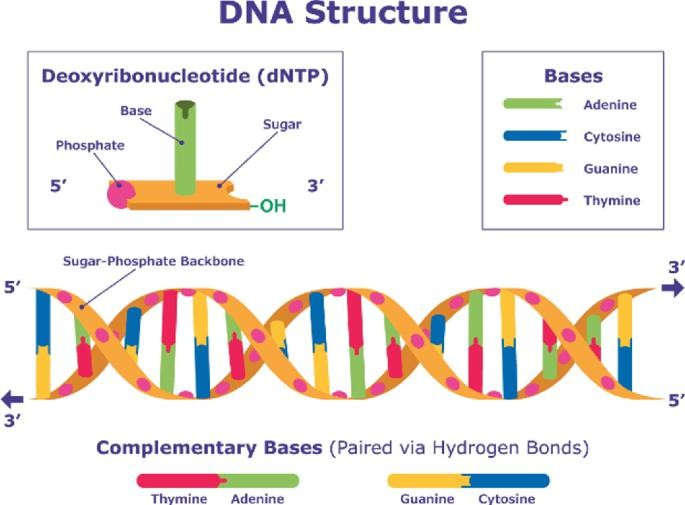 DNA Structure
Deoxyribonucleotide (dNTP)
Base
Sugar
Phosphate
5’
3’
OH
Bases
Adenine
Cytosine
Guanine
Thymine
Sugar-Phosphate Backbone
5’
3’
3’
5’
Complementary Bases (Paired via Hydrogen Bonds)
Thymine Adenine
Guanine Cytosine